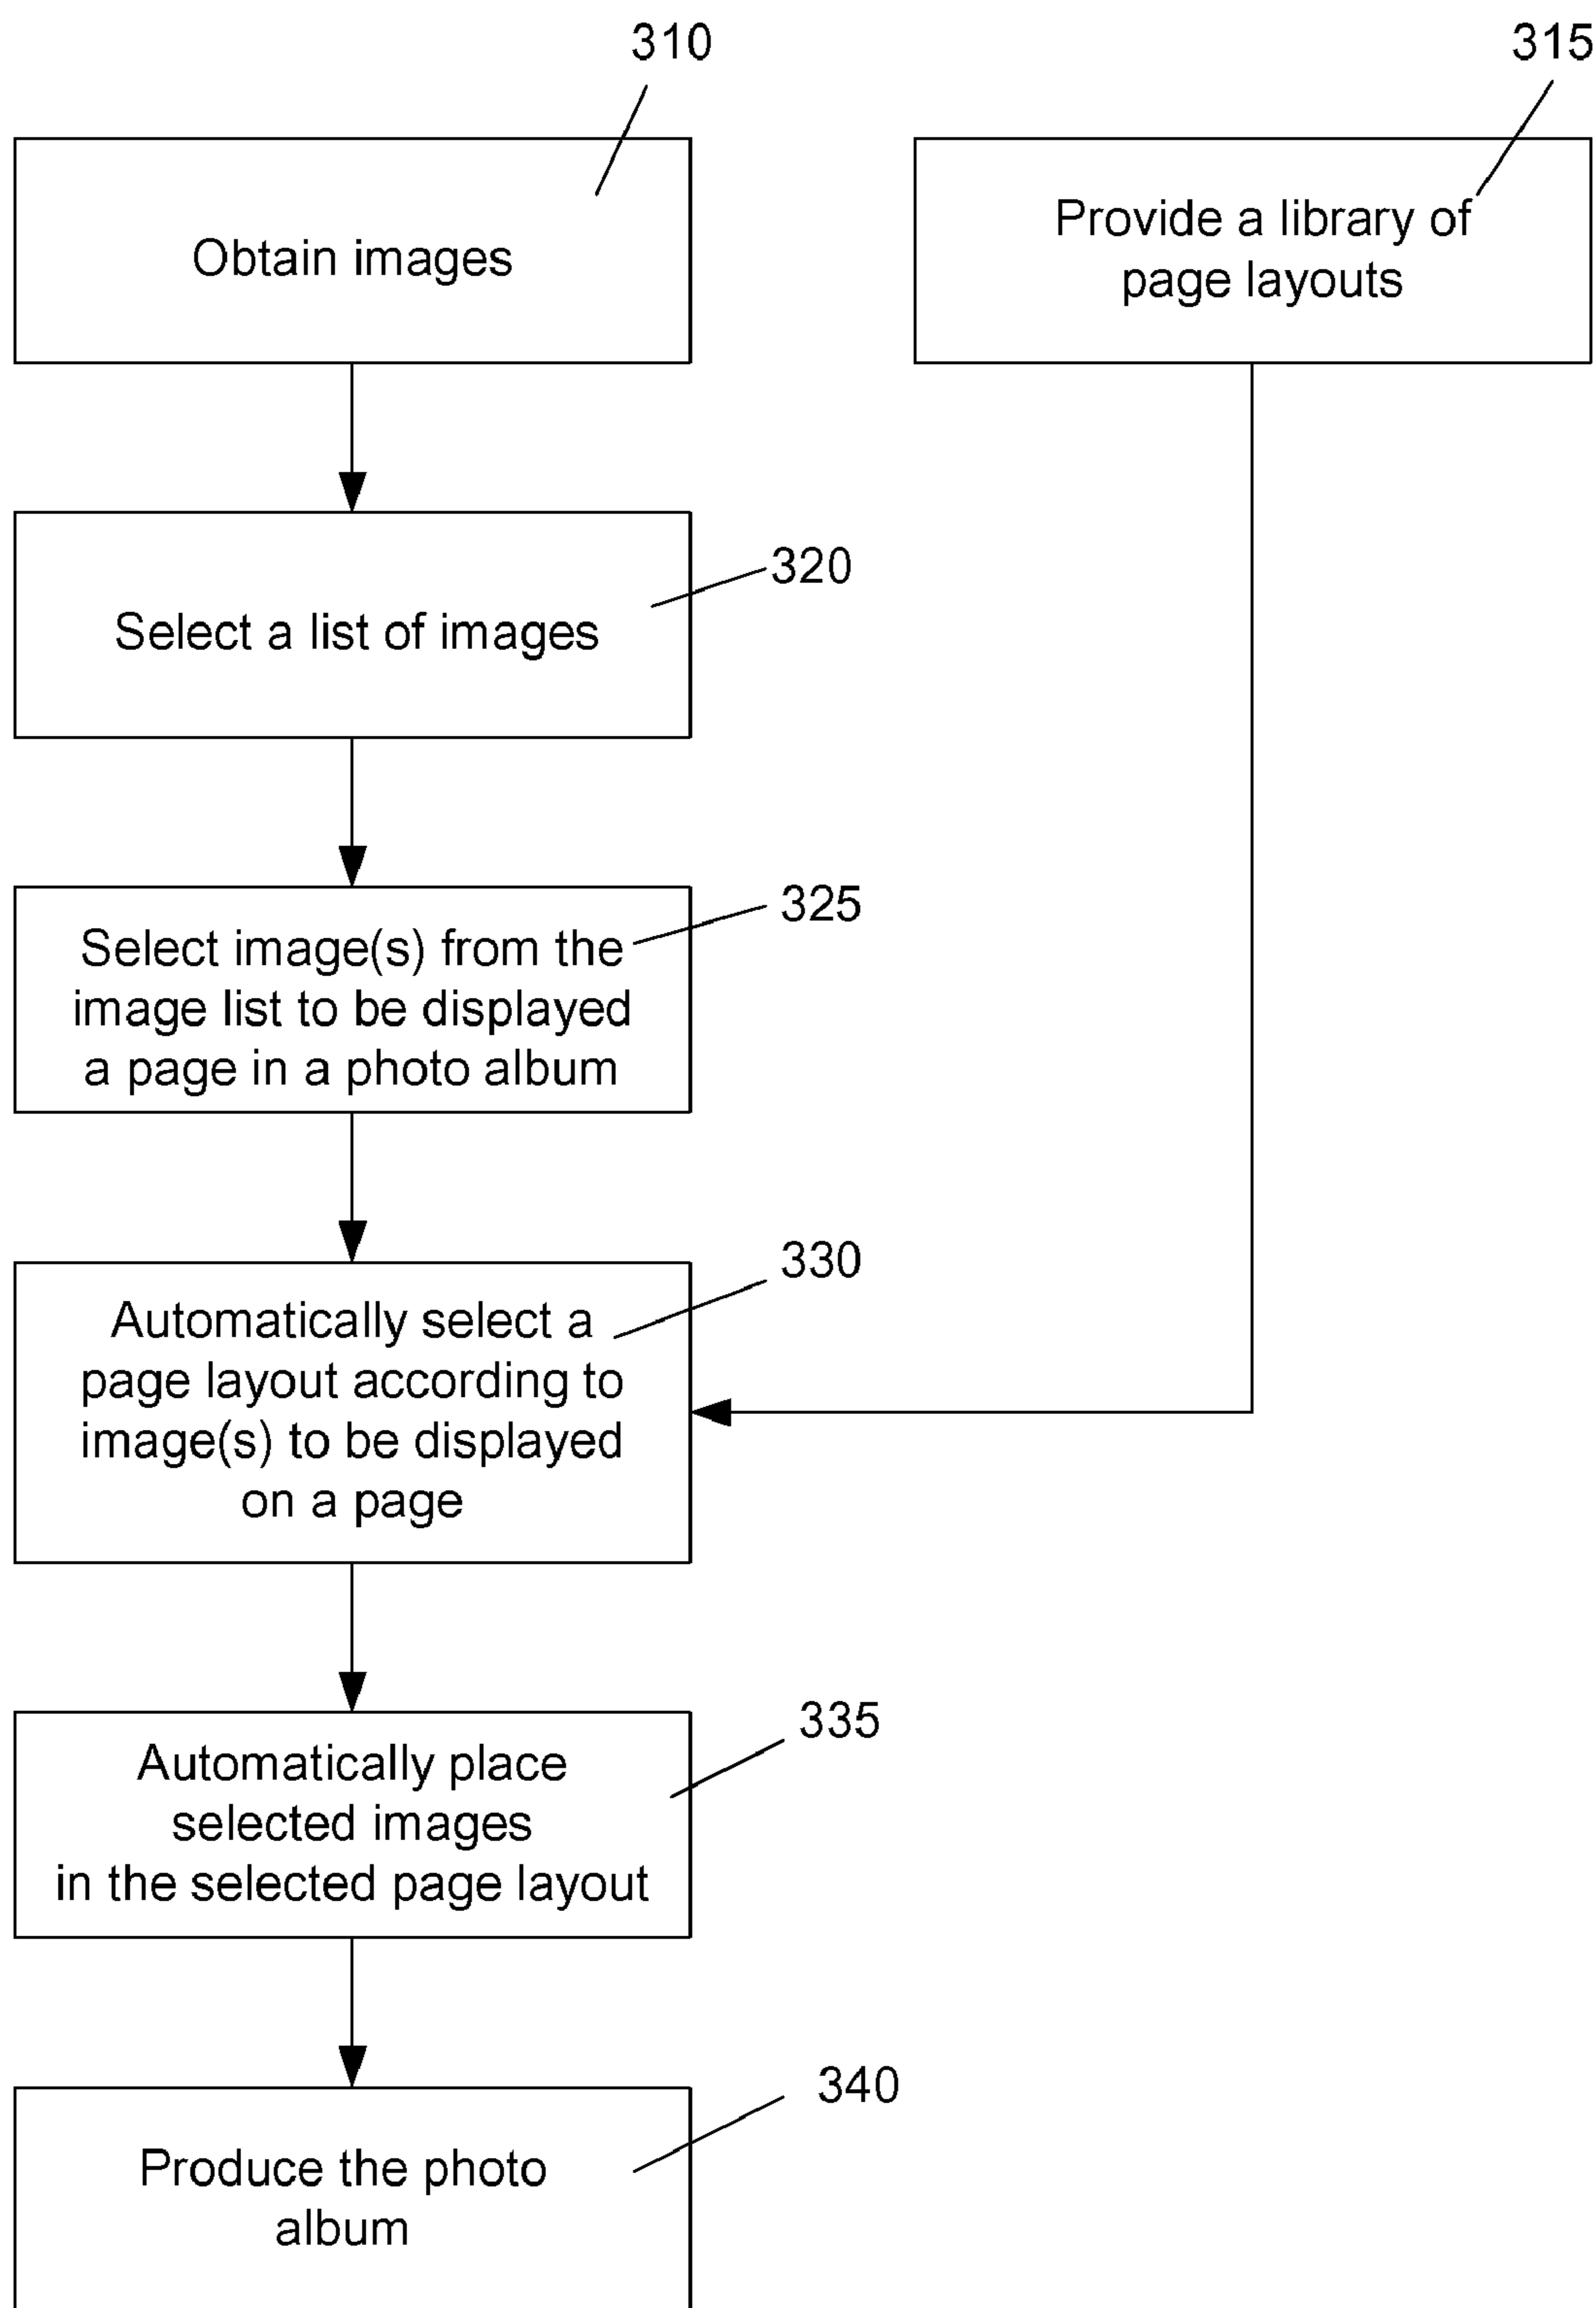 310
315
Obtain images
Provide a library of
page layouts
320
Select a list of images
325
Select image(s) from the
image list to be displayed
a page in a photo album
330
Automatically select a
page layout according to
image(s) to be displayed
on a page
335
Automatically place
selected images
in the selected page layout
340
Produce the photo
album